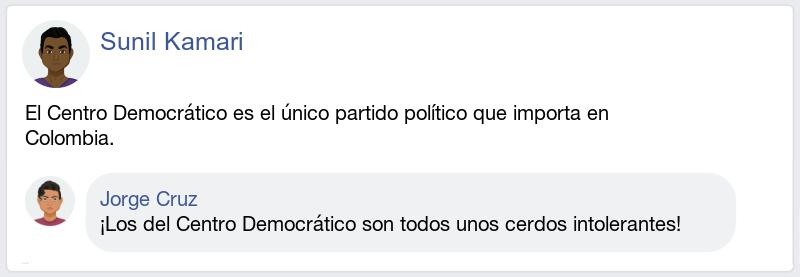 Sunil Kamari
El Centro Democrático es el único partido político que importa en
Colombia.
Jorge Cruz
¡Los del Centro Democrático son todos unos cerdos intolerantes!